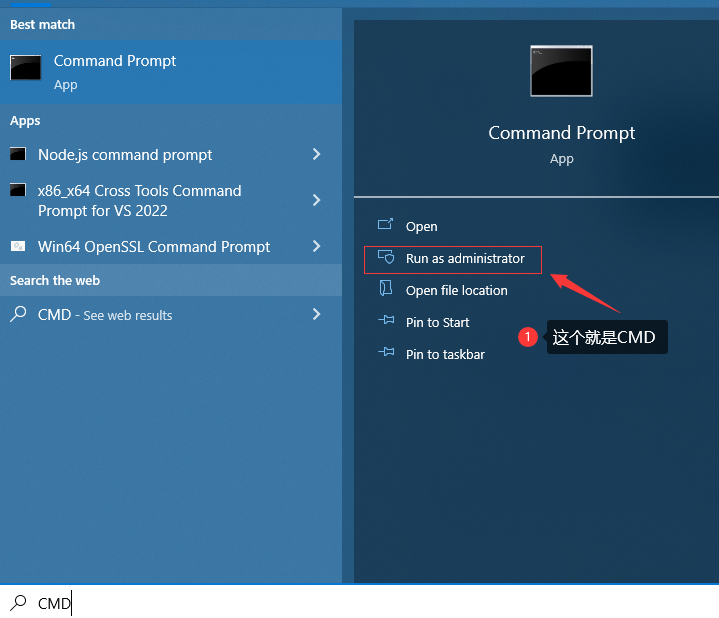 Best match
Command Prompt
App
Apps
Node.js command prompt
x86_x64 Cross Tools Command
Prompt for VS 2022
Win64 OpenSSL Command Prompt
Search the web
CMD - See web results
Command Prompt
App
Open
Run as administrator
Open file location
Pin to Start
Pin to taskbar
1 这个就是CMD
CMD